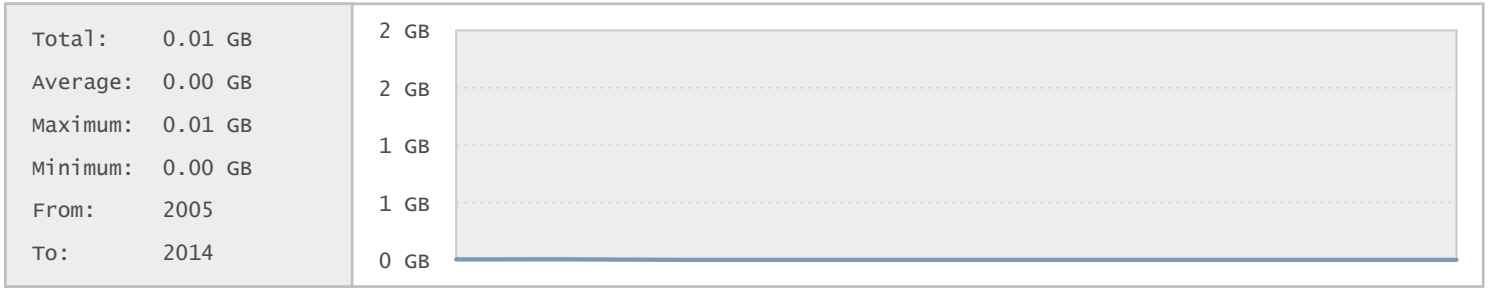 Total: 0.01 GB
Average: 0.00 GB
Maximum: 0.01 GB
Minimum: 0.00 GB
From: 2005
To: 2014
2 GB
2 GB
1 GB
1 GB
0 GB